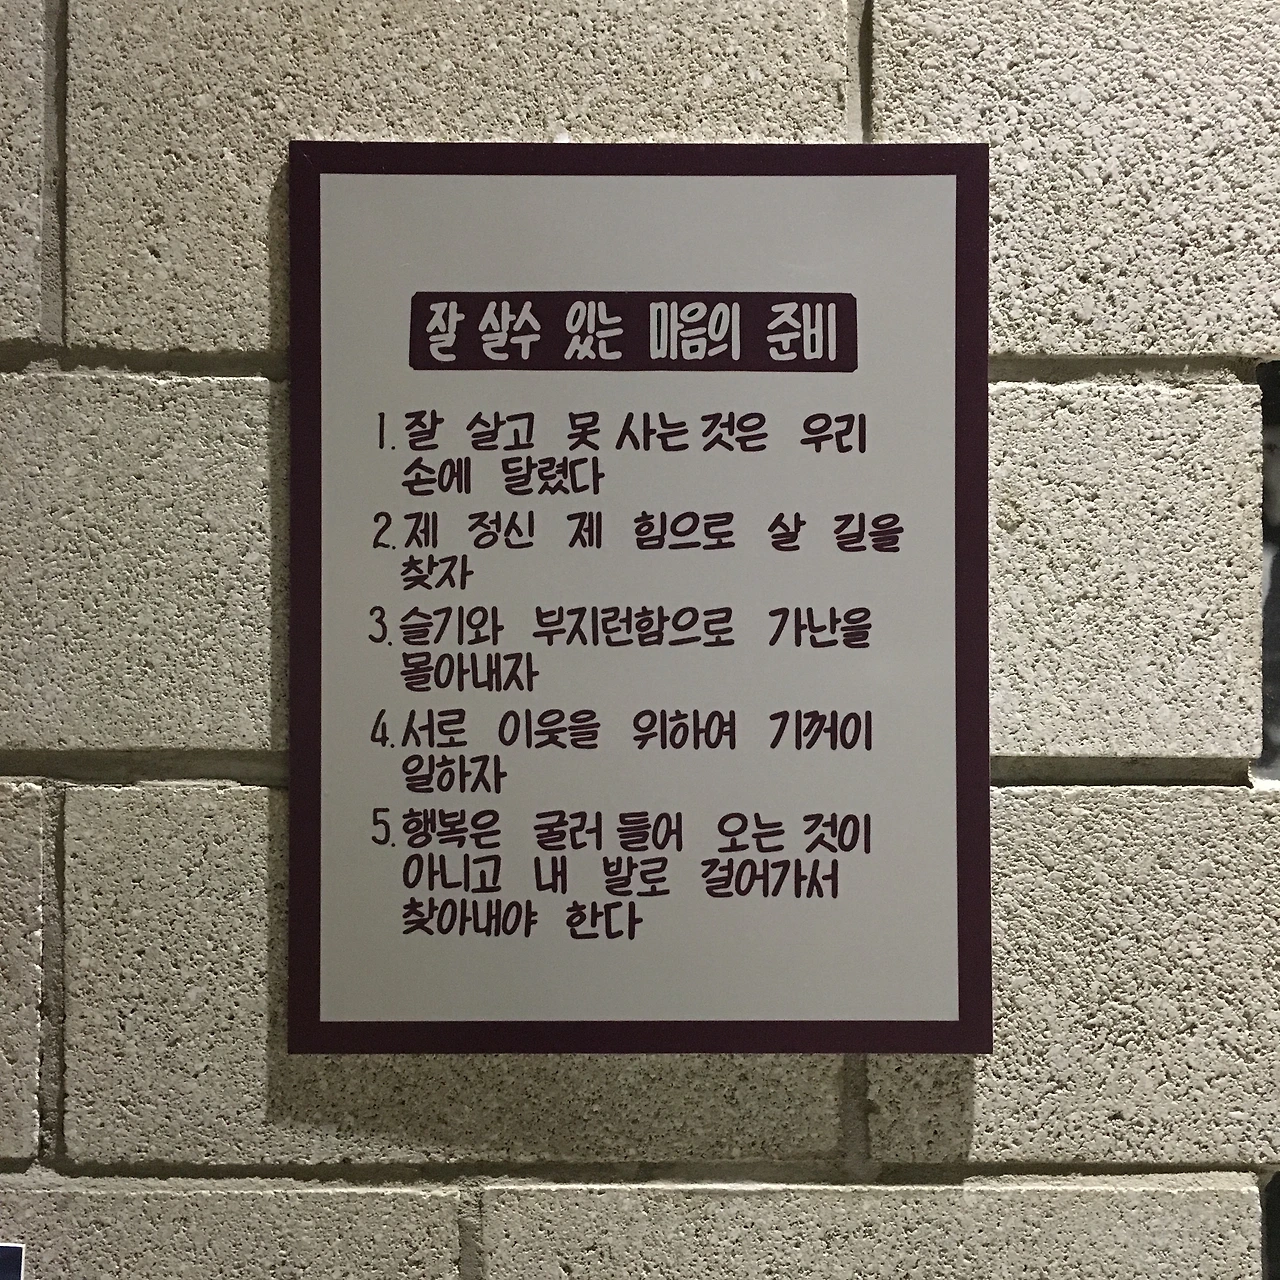 잘 살수 있는 마음의 준비
1. 잘 살고 못 사는 것은 우리
손에 달렸다
2. 제 정신 제 힘으로 살 길을
찾자
3. 슬기와 부지런함으로 가난을
몰아내자
4. 서로 이웃을 위하여 기꺼이
일하자
5. 행복은 굴러 들어 오는 것이
아니고 내 발로 걸어가서
찾아내야 한다